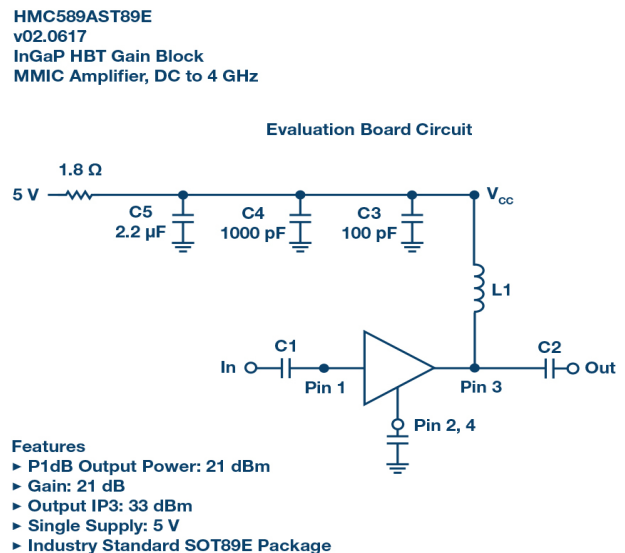 HMC589AST89E
v02.0617
InGaP HBT Gain Block
MMIC Amplifier, DC to 4 GHz
Evaluation Board Circuit
1.8 Ω
5 V
VCC
C5
2.2 µF
C4
1000 pF
C3
100 pF
L1
C1
C2
In
Out
Pin 1
Pin 3
Pin 2, 4
Features
► P1dB Output Power: 21 dBm
► Gain: 21 dB
► Output IP3: 33 dBm
► Single Supply: 5 V
► Industry Standard SOT89E Package